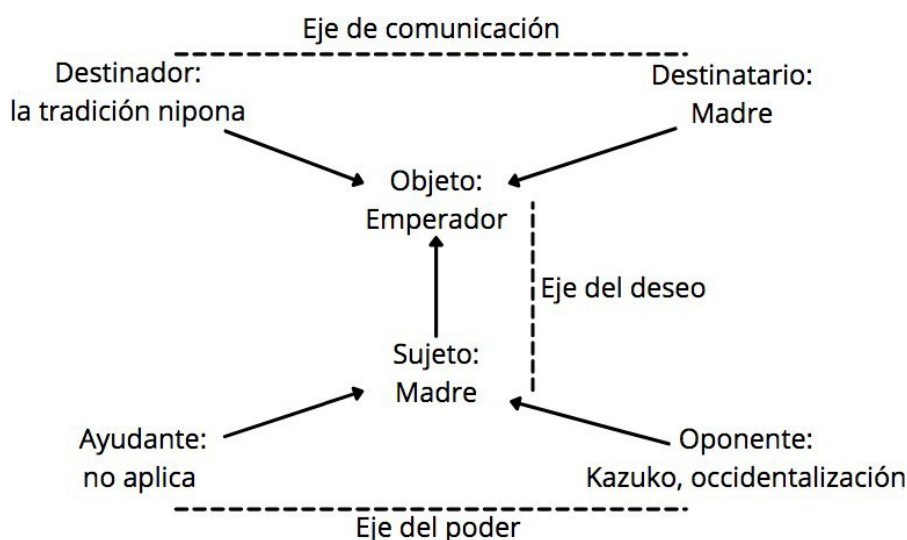 Eje de comunicación
Destinador:
la tradición nipona
Destinatario:
Madre
Objeto:
Emperador
Eje del deseo
Sujeto:
Madre
Ayudante:
no aplica
Oponente:
Kazuko, occidentalización
Eje del poder